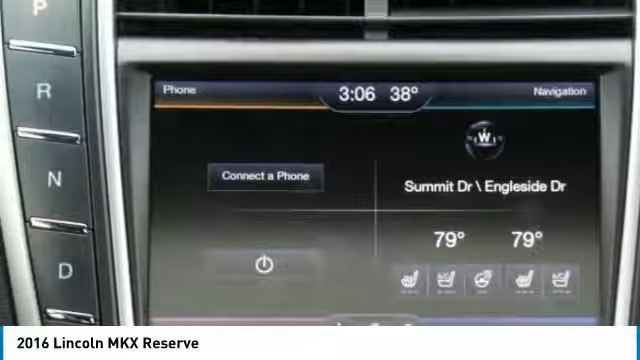 P
R
N
D
Phone
3:06 38°
Navigation
W
Connect a Phone
Summit Dr \ Engleside Dr
79° 79°
2016 Lincoln MKX Reserve